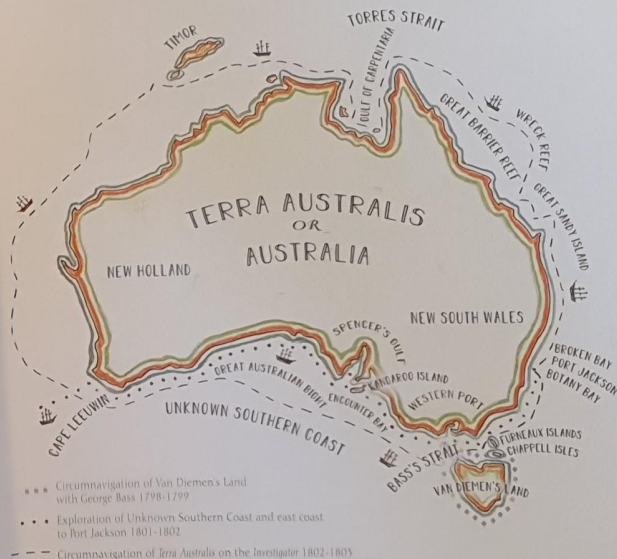 TORRES STRAIT
TIMOR
GULF OF CARPENTARIA
WRECK REEF
GREAT BARRIER REEF
GREAT SANDY ISLAND
TERRA AUSTRALIS
OR
AUSTRALIA
NEW HOLLAND
NEW SOUTH WALES
SPENCER'S GULF
BROKEN BAY
PORT JACKSON
BOTANY BAY
KANGAROO ISLAND
GREAT AUSTRALIAN BIGHT
ENCOUNTER BAY
WESTERN PORT
CAPE LEEUWIN
UNKNOWN SOUTHERN COAST
BASS'S STRAIT
FURNEAUX ISLANDS
CHAPPELL ISLES
VAN DIEMEN'S LAND
Circumnavigation of Van Diemen's Land
with George Bass 1798-1799
Exploration of Unknown Southern Coast and east coast
to Port Jackson 1801-1802
Circumnavigation of Terra Australis on the Investigator 1802-1803